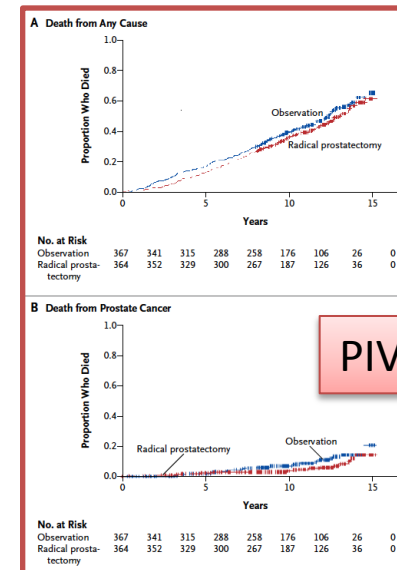 A Death from Any Cause
1.0
0.8
0.6
0.4
0.2
0.0
Proportion Who Died
Observation
Radical prostatectomy
0 5 10 15
Years
No. at Risk
Observation 367 341 315 288 258 176 106 26 0
Radical prosta- 364 352 329 300 267 187 126 36 0
tectomy
B Death from Prostate Cancer
1.0
0.8
0.6
0.4
0.2
0.0
Proportion Who Died
PIV
Radical prostatectomy
Observation
0 5 10 15
Years
No. at Risk
Observation 367 341 315 288 258 176 106 26 0
Radical prosta- 364 352 329 300 267 187 126 36 0
tectomy